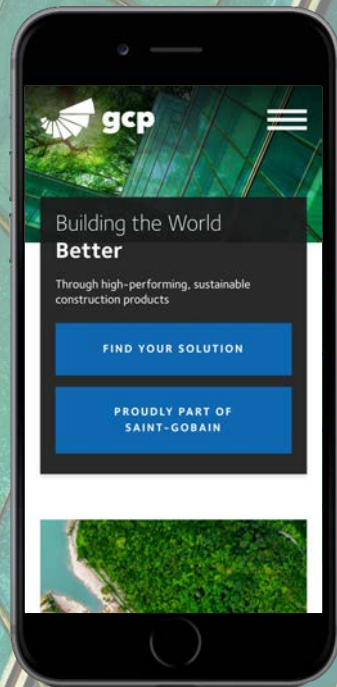 gcp
Building the World
Better
Through high-performing, sustainable
construction products
FIND YOUR SOLUTION
PROUDLY PART OF
SAINT-GOBAIN